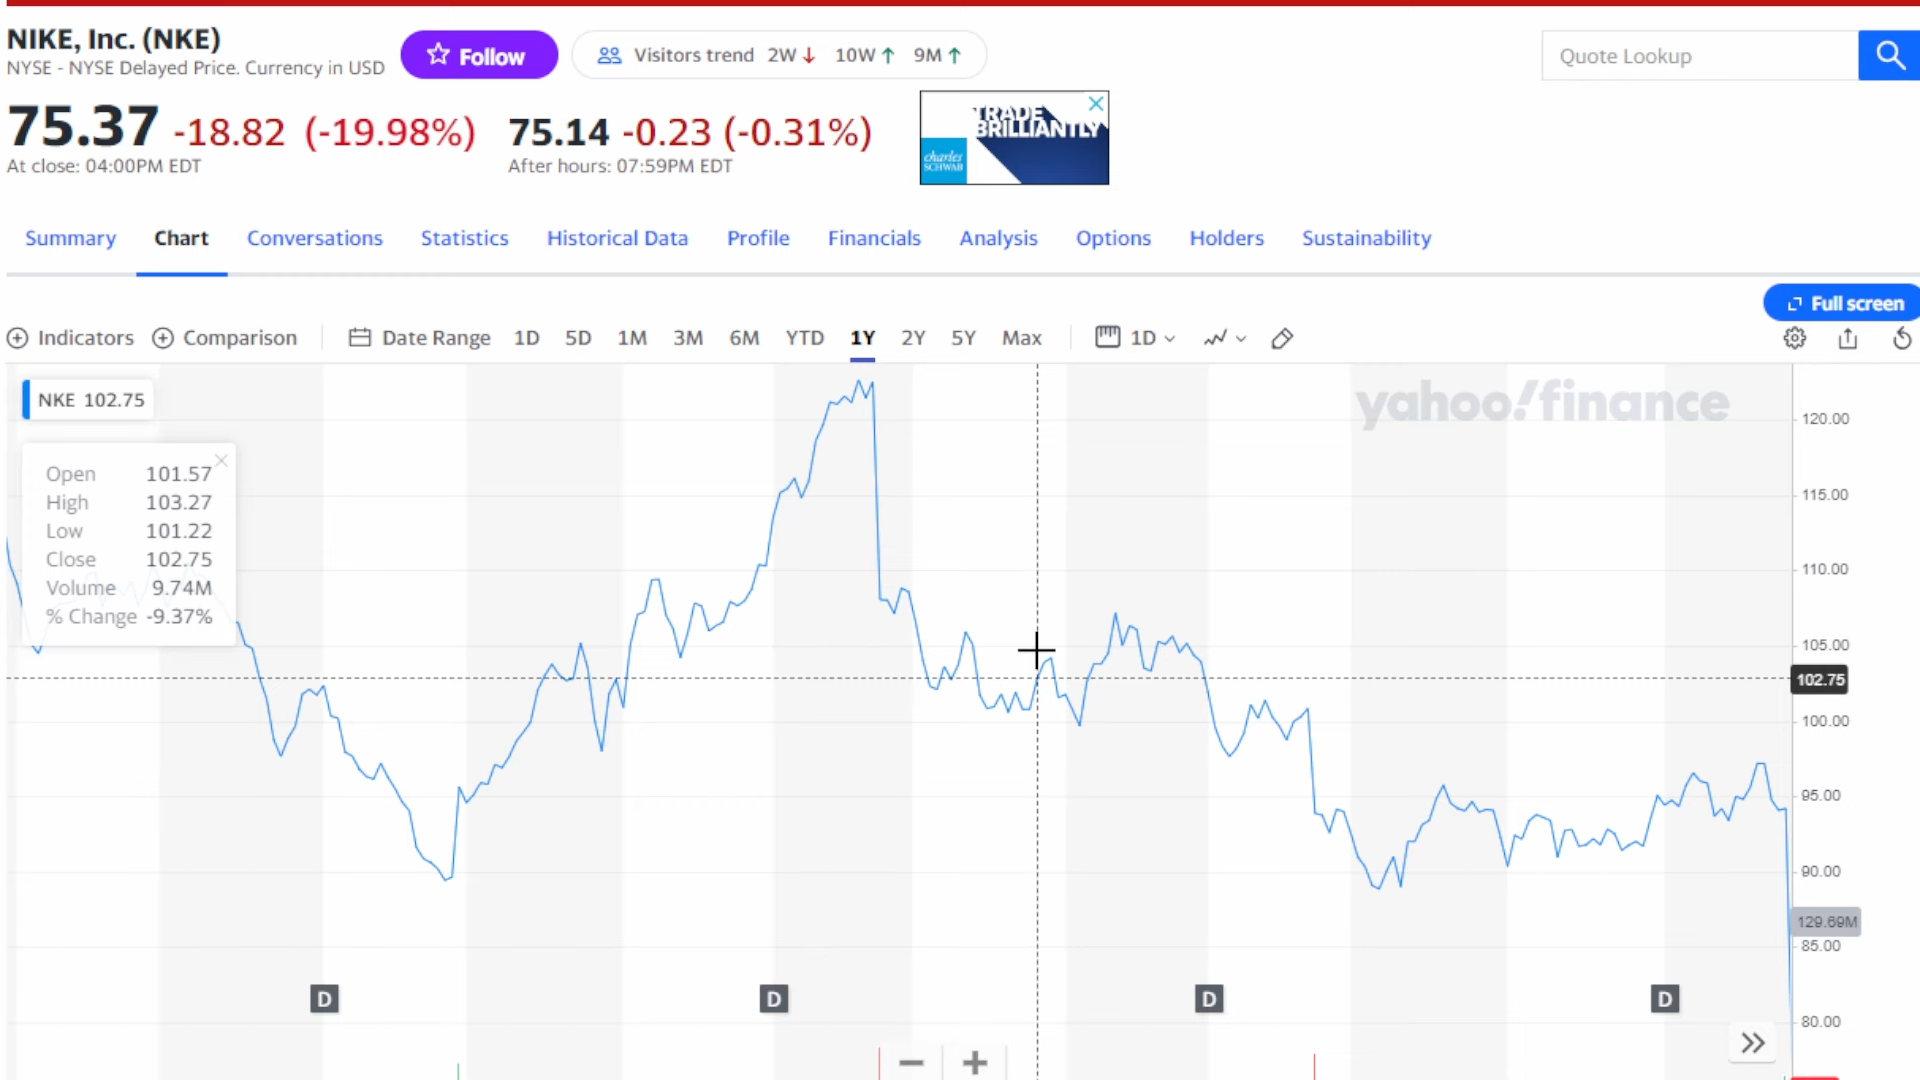 NIKE, Inc. (NKE)
NYSE - NYSE Delayed Price. Currency in USD
Follow
Visitors trend 2W 10W 9M
Quote Lookup
75.37 -18.82 (-19.98%)
75.14 -0.23 (-0.31%)
At close: 04:00PM EDT
After hours: 07:59PM EDT
TRADE
BRILLIANTLY
charles
SCHWAB
Summary Chart Conversations Statistics Historical Data Profile Financials Analysis Options Holders Sustainability
Full screen
Indicators Comparison Date Range 1D 5D 1M 3M 6M YTD 1Y 2Y 5Y Max 1D
NKE 102.75
yahoo!finance
Open 101.57
High 103.27
Low 101.22
Close 102.75
Volume 9.74M
% Change -9.37%
120.00
115.00
110.00
105.00
102.75
100.00
95.00
90.00
129.69M
85.00
D D D D
80.00